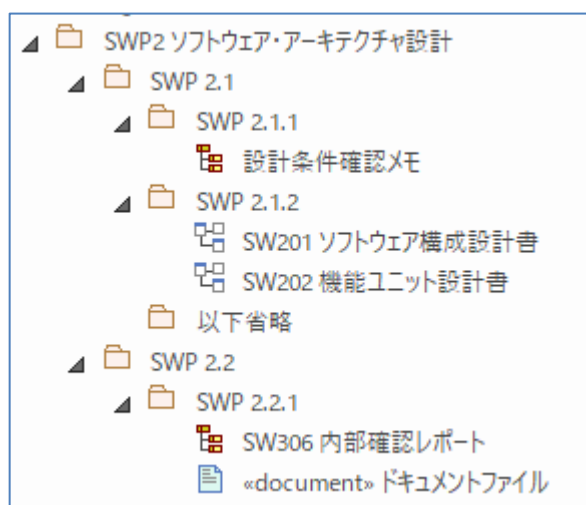 SWP2 ソフトウェア・アーキテクチャ設計
SWP 2.1
SWP 2.1.1
設計条件確認メモ
SWP 2.1.2
SW201 ソフトウェア構成設計書
SW202 機能ユニット設計書
以下省略
SWP 2.2
SWP 2.2.1
SW306 内部確認レポート
«document» ドキュメントファイル